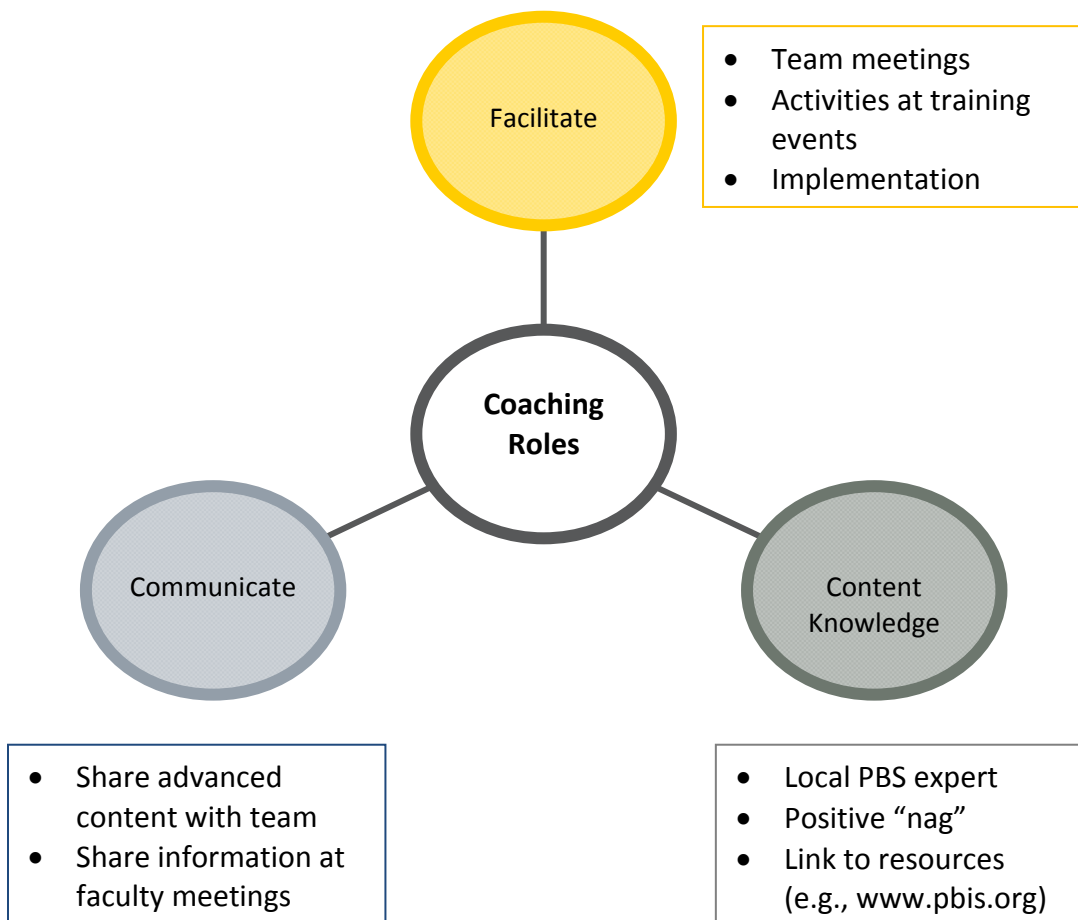 Facilitate
• Team meetings
• Activities at training
events
• Implementation
Coaching
Roles
Communicate
Content
Knowledge
• Share advanced
content with team
• Share information at
faculty meetings
• Local PBS expert
• Positive “nag”
• Link to resources
(e.g., www.pbis.org)